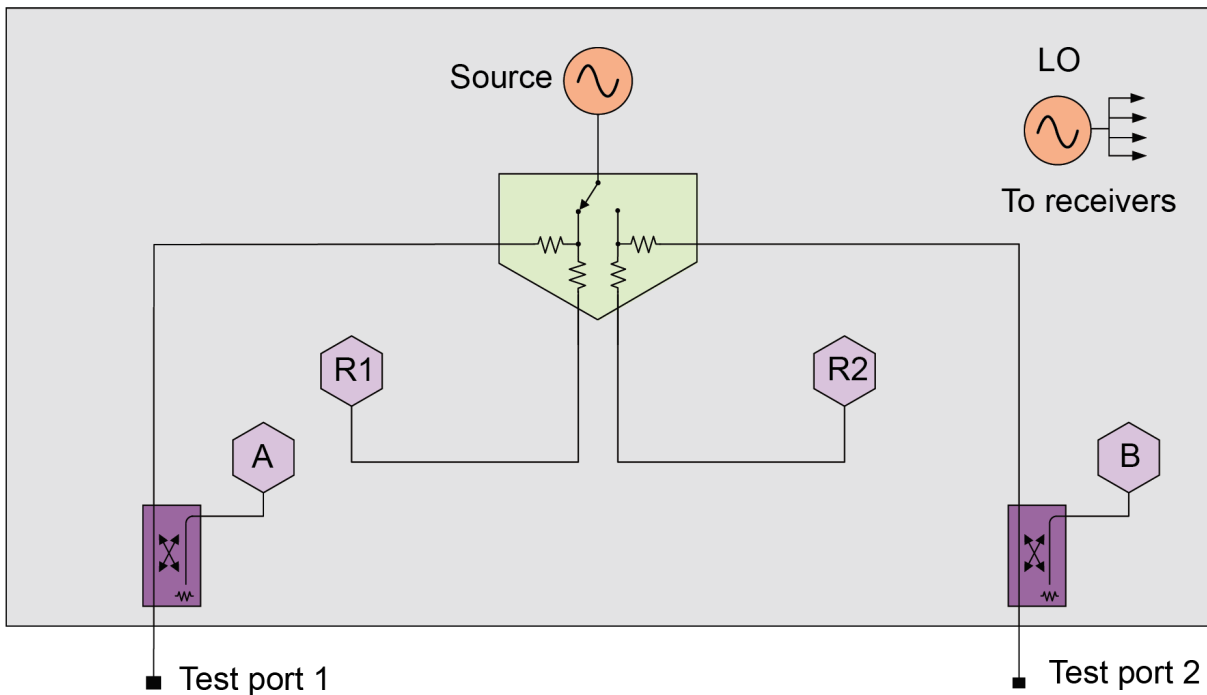 Source
LO
To receivers
R1
R2
A
B
Test port 1
Test port 2